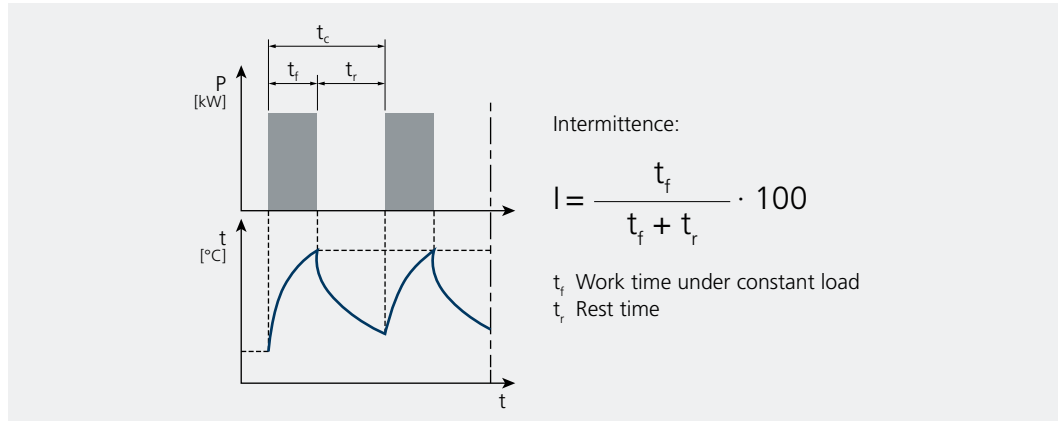 t_c
t_f t_r
P
[kW]
Intermittence:
I = t_f / (t_f + t_r) · 100
t
[°C]
t_f Work time under constant load
t_r Rest time
t